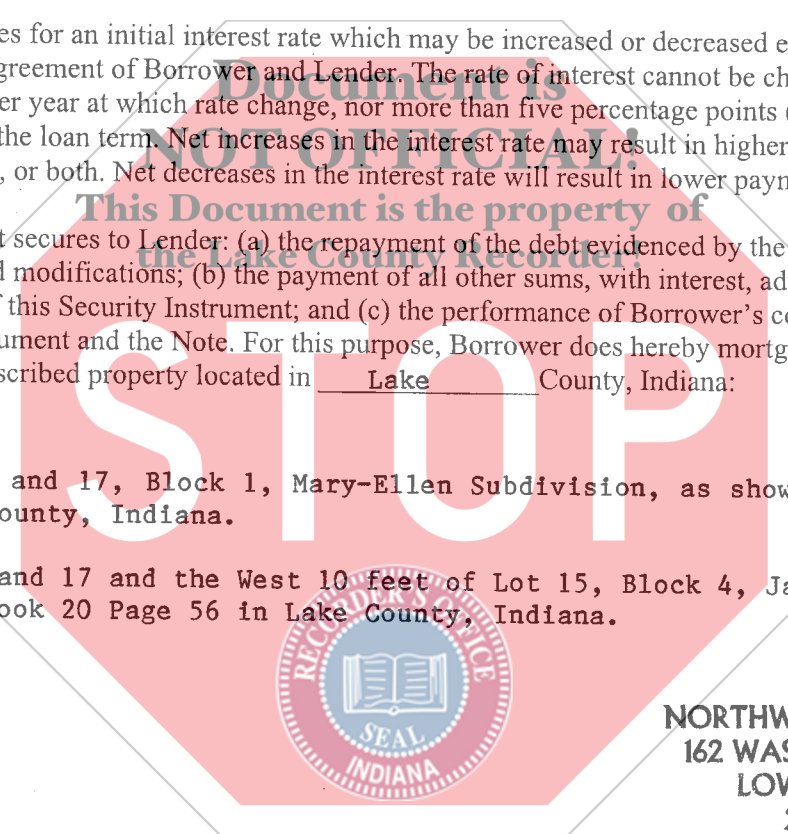 es for an initial interest rate which may be increased or decreased e
greement of Borrower and Lender. The rate of interest cannot be ch
er year at which rate change, nor more than five percentage points (
the loan term. Net increases in the interest rate may result in higher
, or both. Net decreases in the interest rate will result in lower paym
Document is
NOT OFFICIAL!
This Document is the property of
the Lake County Recorder!
t secures to Lender: (a) the repayment of the debt evidenced by the
d modifications; (b) the payment of all other sums, with interest, ad
f this Security Instrument; and (c) the performance of Borrower's co
ument and the Note. For this purpose, Borrower does hereby mortg
scribed property located in Lake County, Indiana:
STOP
and 17, Block 1, Mary-Ellen Subdivision, as show
ounty, Indiana.
and 17 and the West 10 feet of Lot 15, Block 4, Ja
ook 20 Page 56 in Lake County, Indiana.
RECORDER'S OFFICE
SEAL
INDIANA
NORTHW
162 WAS
LOW